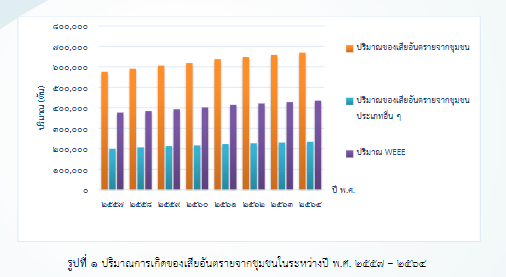 ๘๐๐,๐๐๐
๗๐๐,๐๐๐
๖๐๐,๐๐๐
๕๐๐,๐๐๐
๔๐๐,๐๐๐
๓๐๐,๐๐๐
๒๐๐,๐๐๐
๑๐๐,๐๐๐
๐
ปริมาณ (ตัน)
๒๕๕๗ ๒๕๕๘ ๒๕๕๙ ๒๕๖๐ ๒๕๖๑ ๒๕๖๒ ๒๕๖๓ ๒๕๖๔
ปี พ.ศ.
ปริมาณของเสียอันตรายจากชุมชน
ปริมาณของเสียอันตรายจากชุมชน
ประเภทอื่น ๆ
ปริมาณ WEEE
รูปที่ ๑ ปริมาณการเกิดของเสียอันตรายจากชุมชนในระหว่างปี พ.ศ. ๒๕๕๗ – ๒๕๖๔